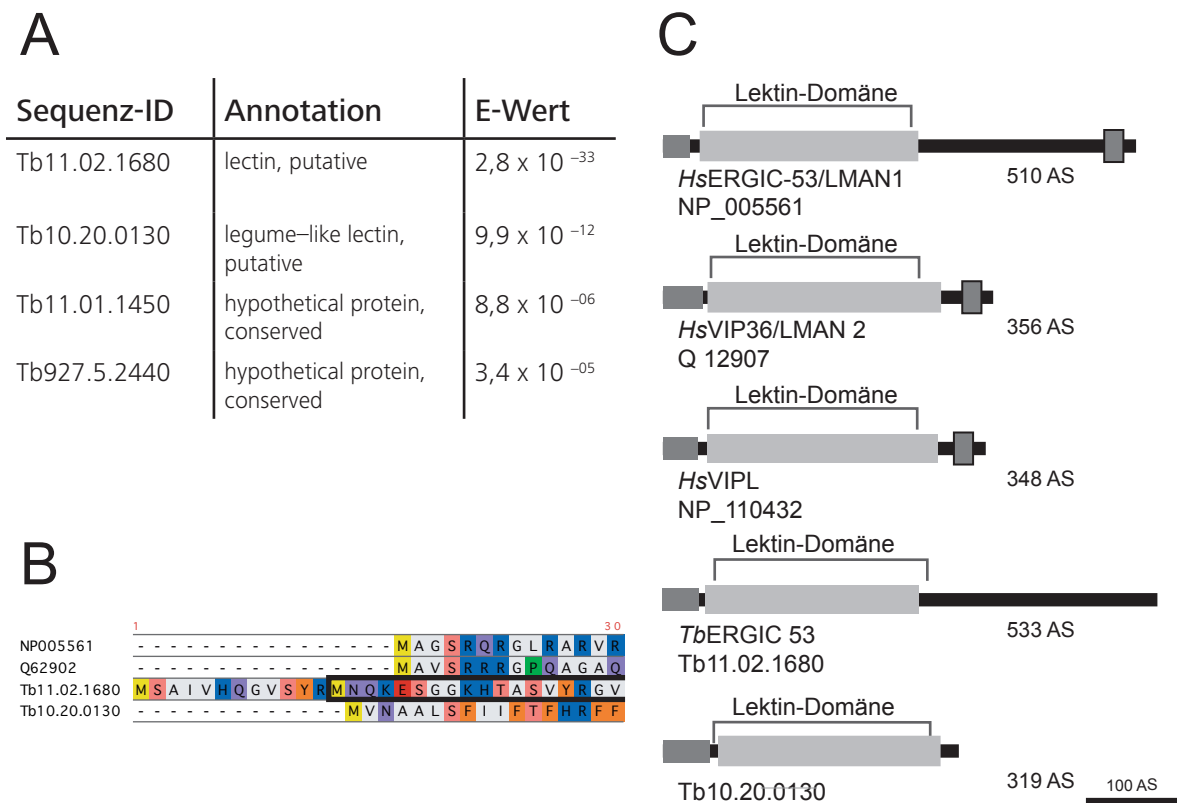 A
Sequenz-ID Annotation E-Wert
Tb11.02.1680 lectin, putative 2,8 x 10 –33
Tb10.20.0130 legume–like lectin, 9,9 x 10 –12
putative
Tb11.01.1450 hypothetical protein, 8,8 x 10 –06
conserved
Tb927.5.2440 hypothetical protein, 3,4 x 10 –05
conserved
B
1 30
NP005561 - - - - - - - - - - - - - - - M A G S R Q R G L R A R V R
Q62902 - - - - - - - - - - - - - - - M A V S R R R G P Q A G A Q
Tb11.02.1680 M S A I V H Q G V S Y R M N Q K E S G G K H T A S V Y R G V
Tb10.20.0130 - - - - - - - - - - - - - M V N A A L S F I I F T F H R F F
C
Lektin-Domäne
HsERGIC-53/LMAN1 510 AS
NP_005561
Lektin-Domäne
HsVIP36/LMAN 2 356 AS
Q 12907
Lektin-Domäne
HsVIPL 348 AS
NP_110432
Lektin-Domäne
TbERGIC 53 533 AS
Tb11.02.1680
Lektin-Domäne
Tb10.20.0130 319 AS
100 AS